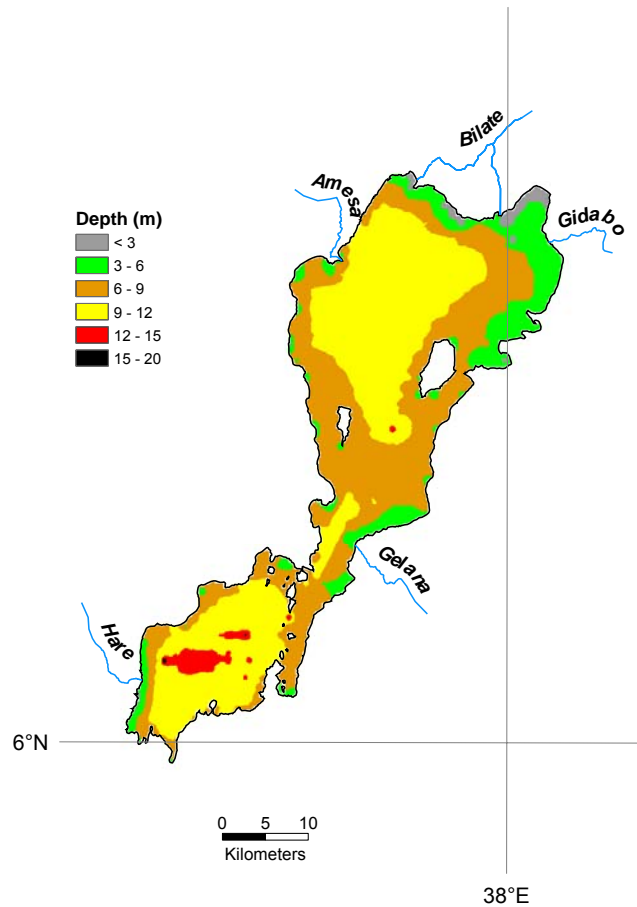 Bilate
Amesa
Gidabo
Depth (m)
< 3
3 - 6
6 - 9
9 - 12
12 - 15
15 - 20
Gelana
Hare
6°N
0 5 10
Kilometers
38°E